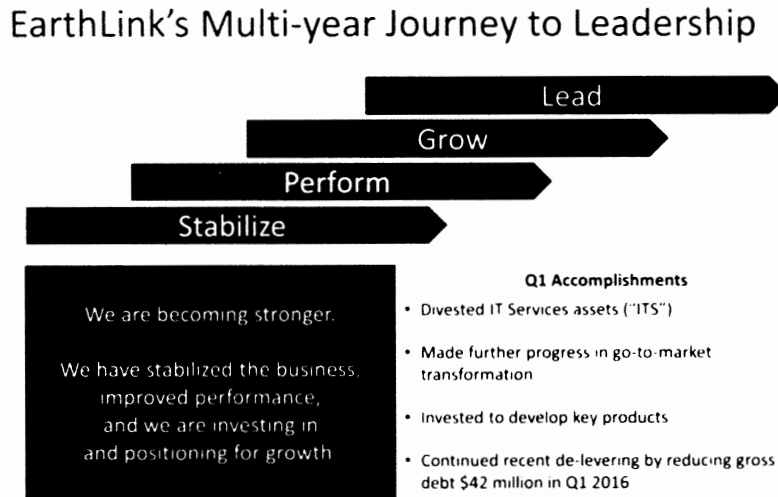 EarthLink's Multi-year Journey to Leadership
Lead
Grow
Perform
Stabilize
We are becoming stronger.
We have stabilized the business,
improved performance,
and we are investing in
and positioning for growth
Q1 Accomplishments
• Divested IT Services assets ("ITS")
• Made further progress in go-to-market
transformation
• Invested to develop key products
• Continued recent de-levering by reducing gross
debt $42 million in Q1 2016